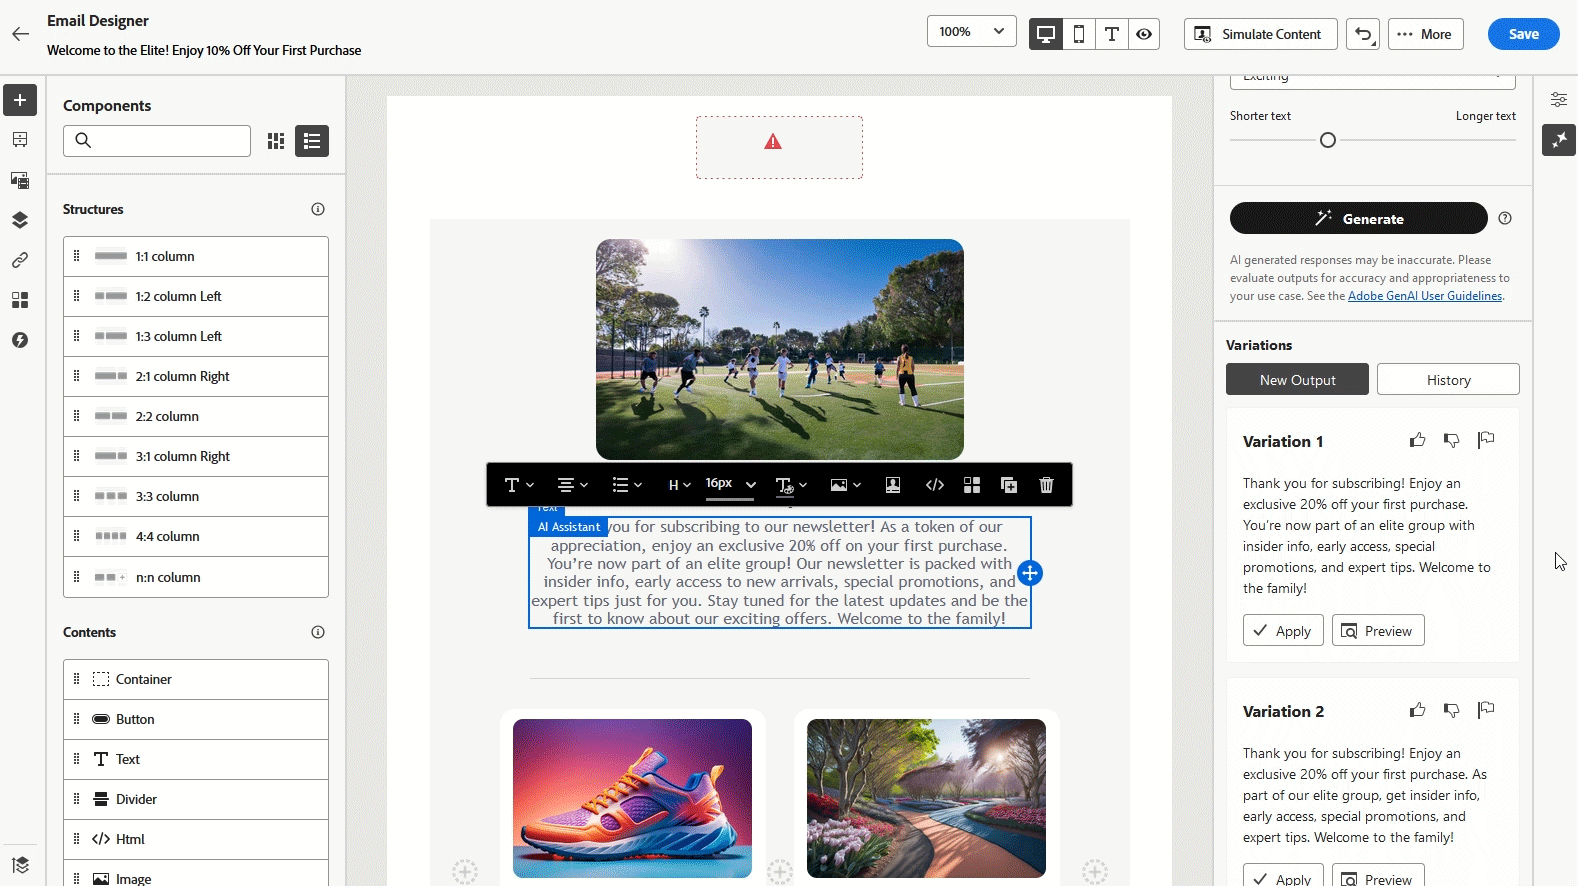 Email Designer
Welcome to the Elite! Enjoy 10% Off Your First Purchase
100%
Simulate Content
More
Save
Components
Structures
1:1 column
1:2 column Left
1:3 column Left
2:1 column Right
2:2 column
3:1 column Right
3:3 column
4:4 column
n:n column
Contents
Container
Button
Text
Divider
Html
Image
H
16px
Text
AI Assistant
you for subscribing to our newsletter! As a token of our
appreciation, enjoy an exclusive 20% off on your first purchase.
You're now part of an elite group! Our newsletter is packed with
insider info, early access to new arrivals, special promotions, and
expert tips just for you. Stay tuned for the latest updates and be the
first to know about our exciting offers. Welcome to the family!
Exciting
Shorter text
Longer text
Generate
AI generated responses may be inaccurate. Please
evaluate outputs for accuracy and appropriateness to
your use case. See the Adobe GenAI User Guidelines.
Variations
New Output
History
Variation 1
Thank you for subscribing! Enjoy an
exclusive 20% off your first purchase.
You're now part of an elite group with
insider info, early access, special
promotions, and expert tips. Welcome to
the family!
Apply
Preview
Variation 2
Thank you for subscribing! Enjoy an
exclusive 20% off your first purchase. As
part of our elite group, get insider info,
early access, special promotions, and
expert tips. Welcome to the family!
Apply
Preview